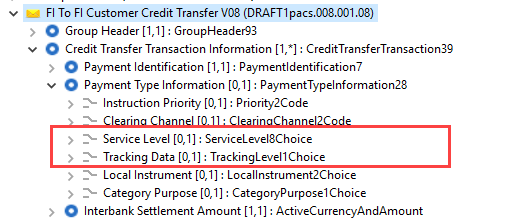 FI To FI Customer Credit Transfer V08 (DRAFT1pacs.008.001.08)
Group Header [1,1] : GroupHeader93
Credit Transfer Transaction Information [1,*] : CreditTransferTransaction39
Payment Identification [1,1] : PaymentIdentification7
Payment Type Information [0,1] : PaymentTypeInformation28
Instruction Priority [0,1] : Priority2Code
Clearing Channel [0,1] : ClearingChannel2Code
Service Level [0,1] : ServiceLevel8Choice
Tracking Data [0,1] : TrackingLevel1Choice
Local Instrument [0,1] : LocalInstrument2Choice
Category Purpose [0,1] : CategoryPurpose1Choice
Interbank Settlement Amount [1,1] : ActiveCurrencyAndAmount